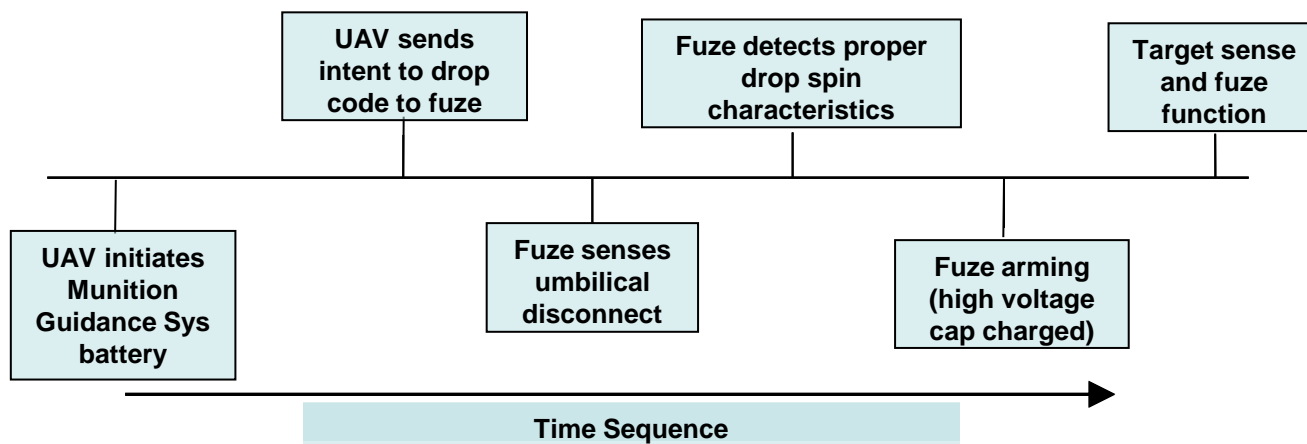 UAV initiates
Munition
Guidance Sys
battery
UAV sends
intent to drop
code to fuze
Fuze senses
umbilical
disconnect
Fuze detects proper
drop spin
characteristics
Fuze arming
(high voltage
cap charged)
Target sense
and fuze
function
Time Sequence